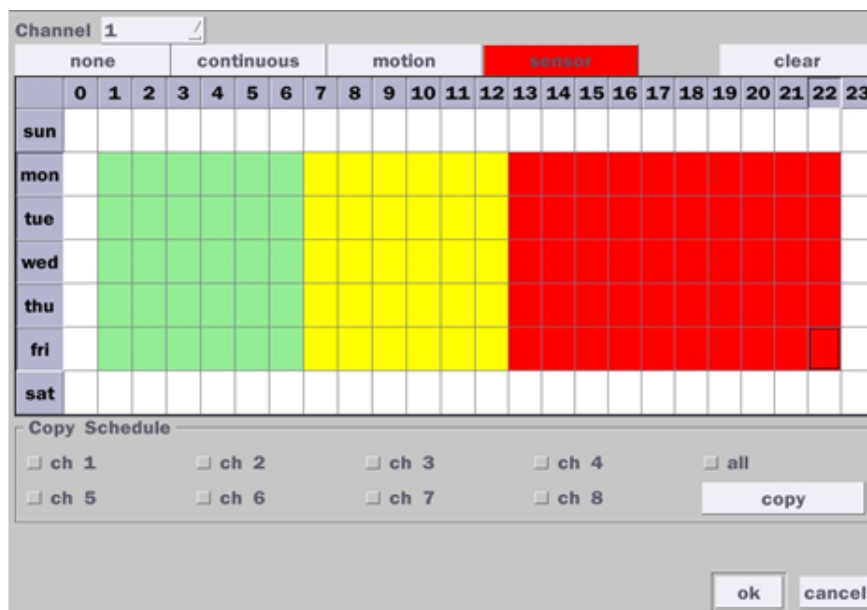 Channel 1
none continuous motion sensor clear
0 1 2 3 4 5 6 7 8 9 10 11 12 13 14 15 16 17 18 19 20 21 22 23
sun
mon
tue
wed
thu
fri
sat
Copy Schedule
ch 1 ch 2 ch 3 ch 4 all
ch 5 ch 6 ch 7 ch 8 copy
ok cancel